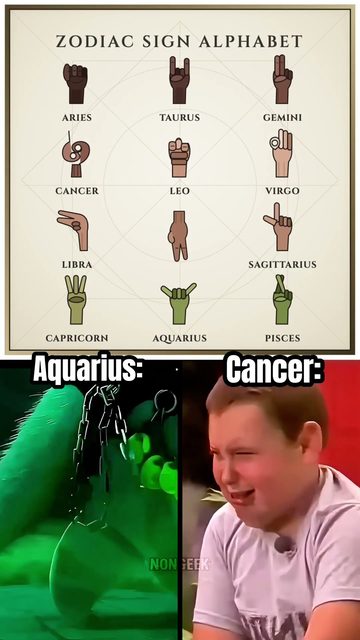 ZODIAC SIGN ALPHABET
ARIES TAURUS GEMINI
CANCER LEO VIRGO
LIBRA SAGITTARIUS
CAPRICORN AQUARIUS PISCES
Aquarius: Cancer:
NONGEEK